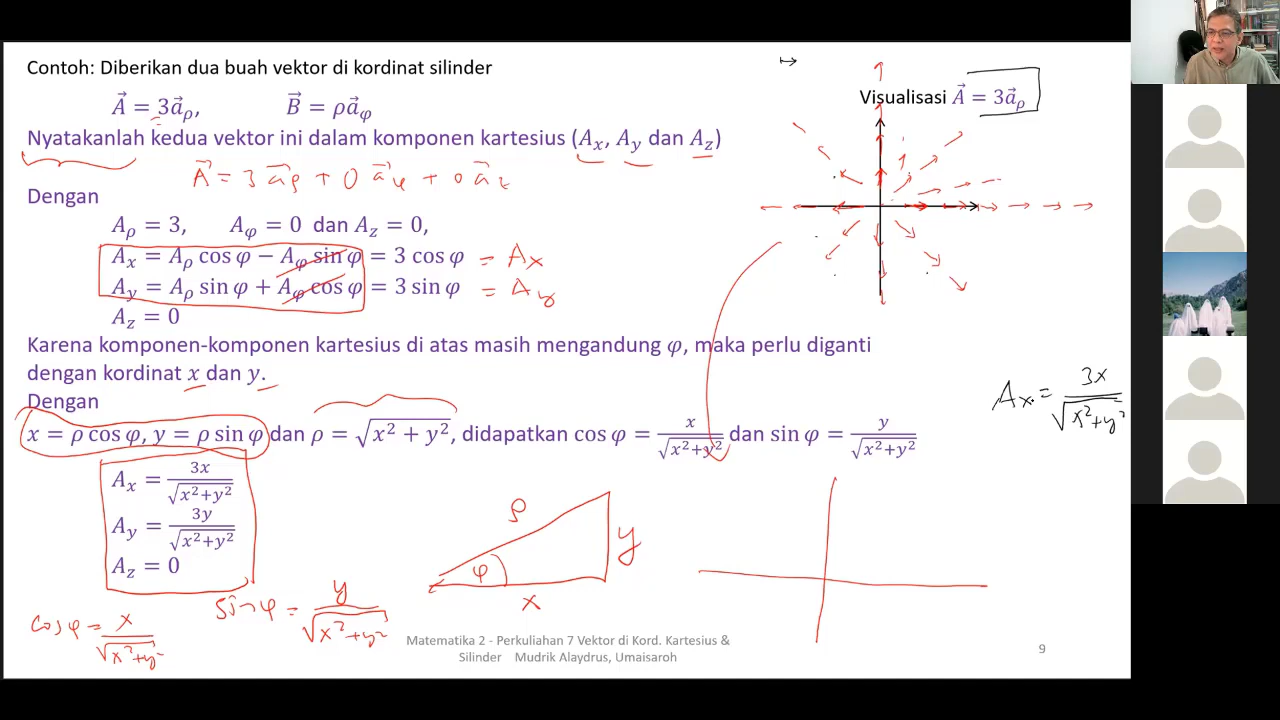 Contoh: Diberikan dua buah vektor di kordinat silinder
Visualisasi A⃗ = 3a⃗ρ
A⃗ = 3a⃗ρ, B⃗ = ρa⃗φ
Nyatakanlah kedua vektor ini dalam komponen kartesius (Ax, Ay dan Az)
A⃗ = 3 a⃗ρ + 0 a⃗φ + 0 a⃗z
Dengan
Aρ = 3, Aφ = 0 dan Az = 0,
Ax = Aρ cos φ − Aφ sin φ = 3 cos φ = Ax
Ay = Aρ sin φ + Aφ cos φ = 3 sin φ = Ay
Az = 0
Karena komponen-komponen kartesius di atas masih mengandung φ, maka perlu diganti
dengan kordinat x dan y.
Ax = 3x/√(x²+y²)
Dengan
x = ρ cos φ, y = ρ sin φ dan ρ = √(x² + y²), didapatkan cos φ = x/√(x²+y²) dan sin φ = y/√(x²+y²)
Ax = 3x/√(x²+y²)
Ay = 3y/√(x²+y²)
Az = 0
ρ
y
φ
x
cos φ = x/√(x²+y²)
sin φ = y/√(x²+y²)
Matematika 2 - Perkuliahan 7 Vektor di Kord. Kartesius &
Silinder Mudrik Alaydrus, Umaisaroh
9